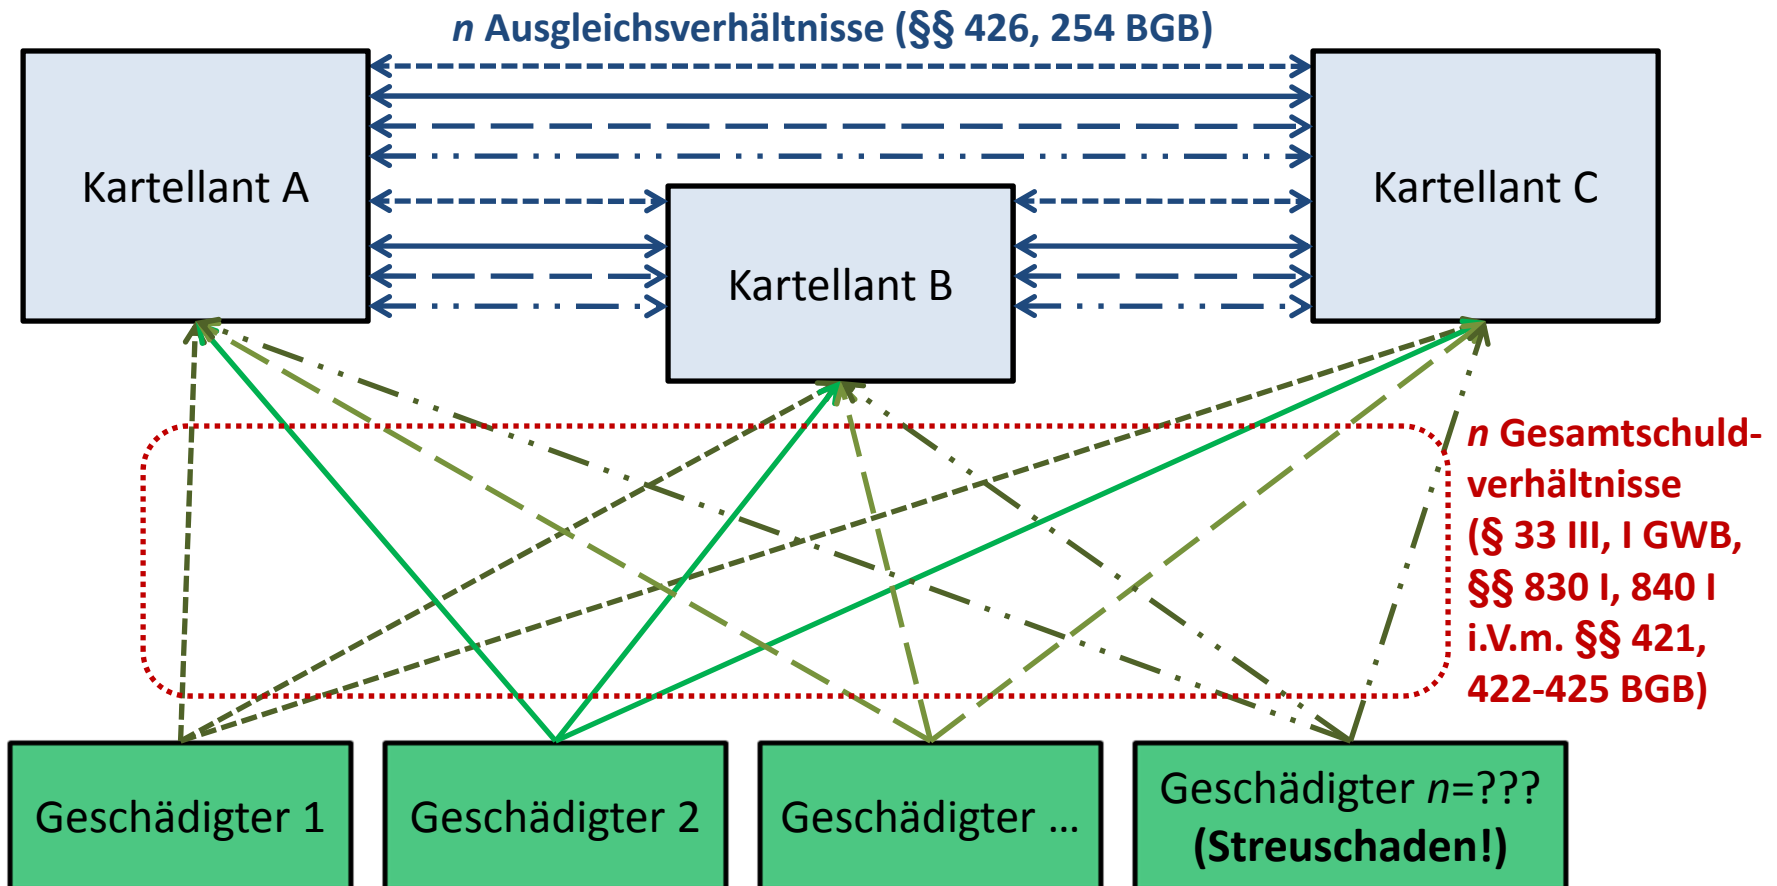 n Ausgleichsverhältnisse (§§ 426, 254 BGB)
Kartellant A
Kartellant B
Kartellant C
n Gesamtschuld-
verhältnisse
(§ 33 III, I GWB,
§§ 830 I, 840 I
i.V.m. §§ 421,
422-425 BGB)
Geschädigter 1
Geschädigter 2
Geschädigter ...
Geschädigter n=???
(Streuschaden!)